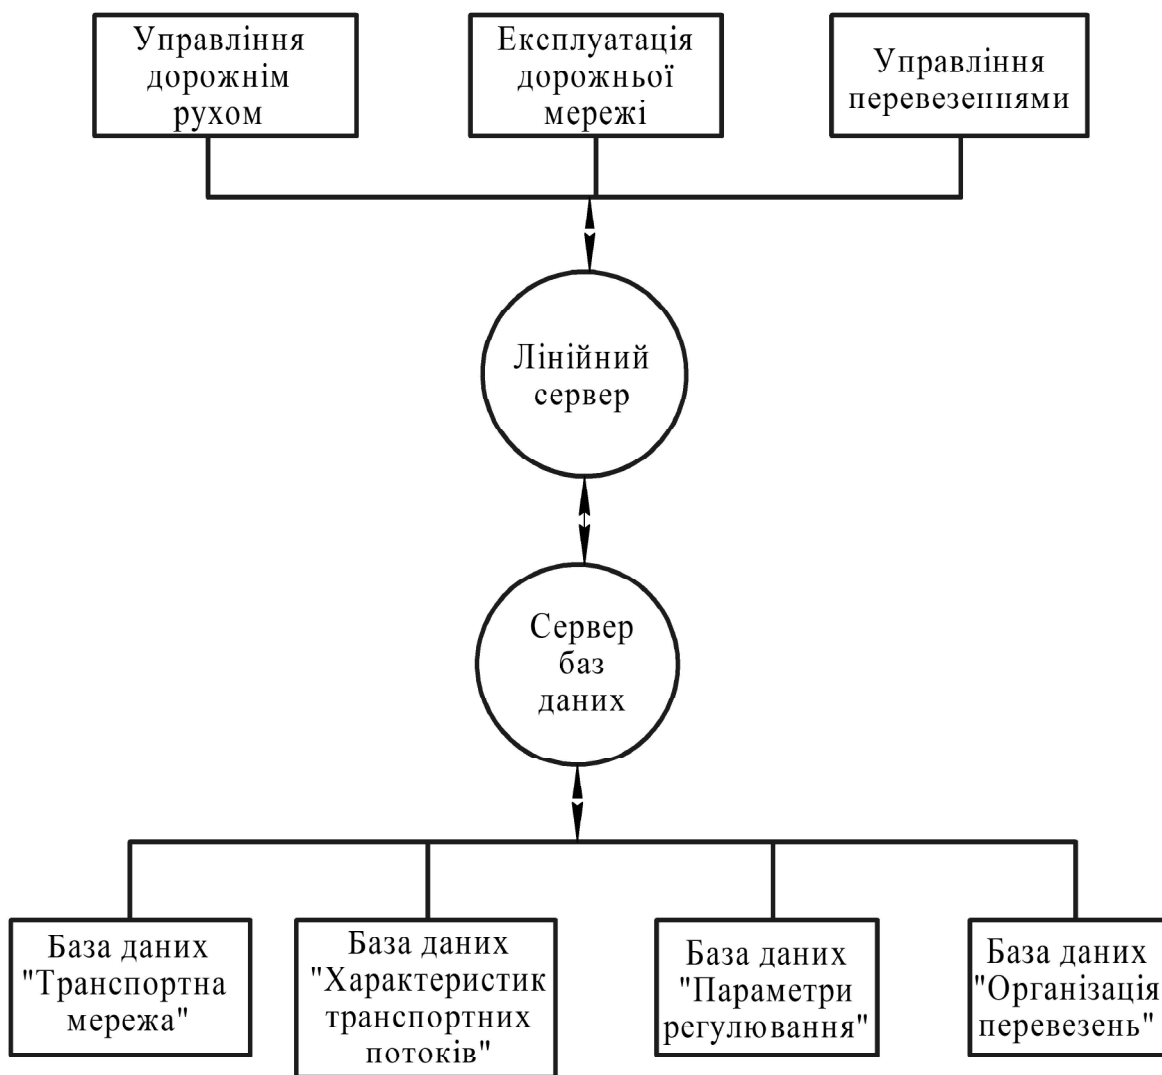 Управління
дорожнім
рухом
Експлуатація
дорожньої
мережі
Управління
перевезеппями
Лінійний
сервер
Сервер
баз
даних
База даних
"Транспортна
мережа"
База даних
"Характеристик
транспортних
потоків"
База даних
"Параметри
регулювання"
База даних
"Організація
перевезень"